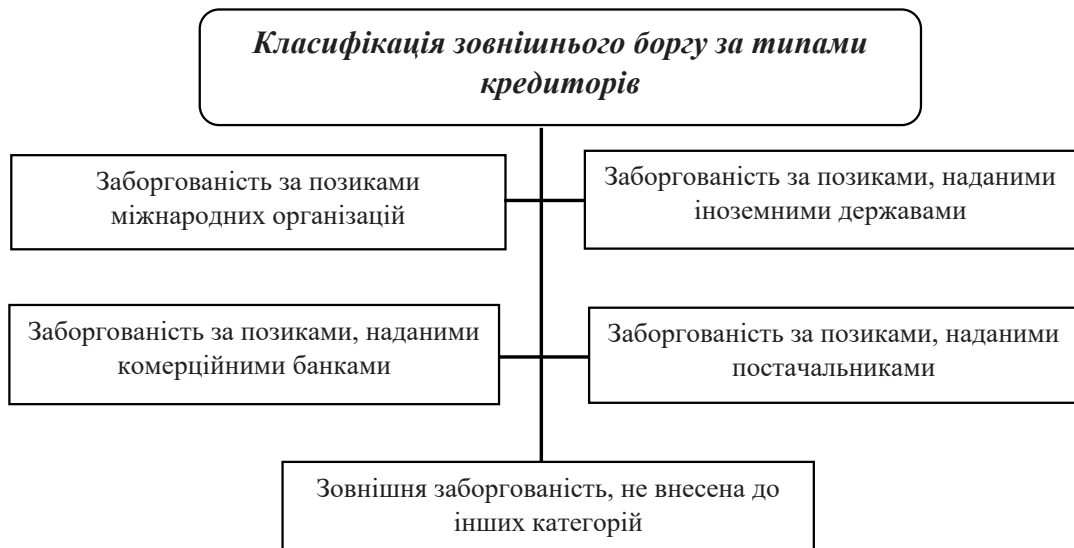 Класифікація зовнішнього боргу за типами
кредиторів
Заборгованість за позиками
міжнародних організацій
Заборгованість за позиками, наданими
іноземними державами
Заборгованість за позиками, наданими
комерційними банками
Заборгованість за позиками, наданими
постачальниками
Зовнішня заборгованість, не внесена до
інших категорій